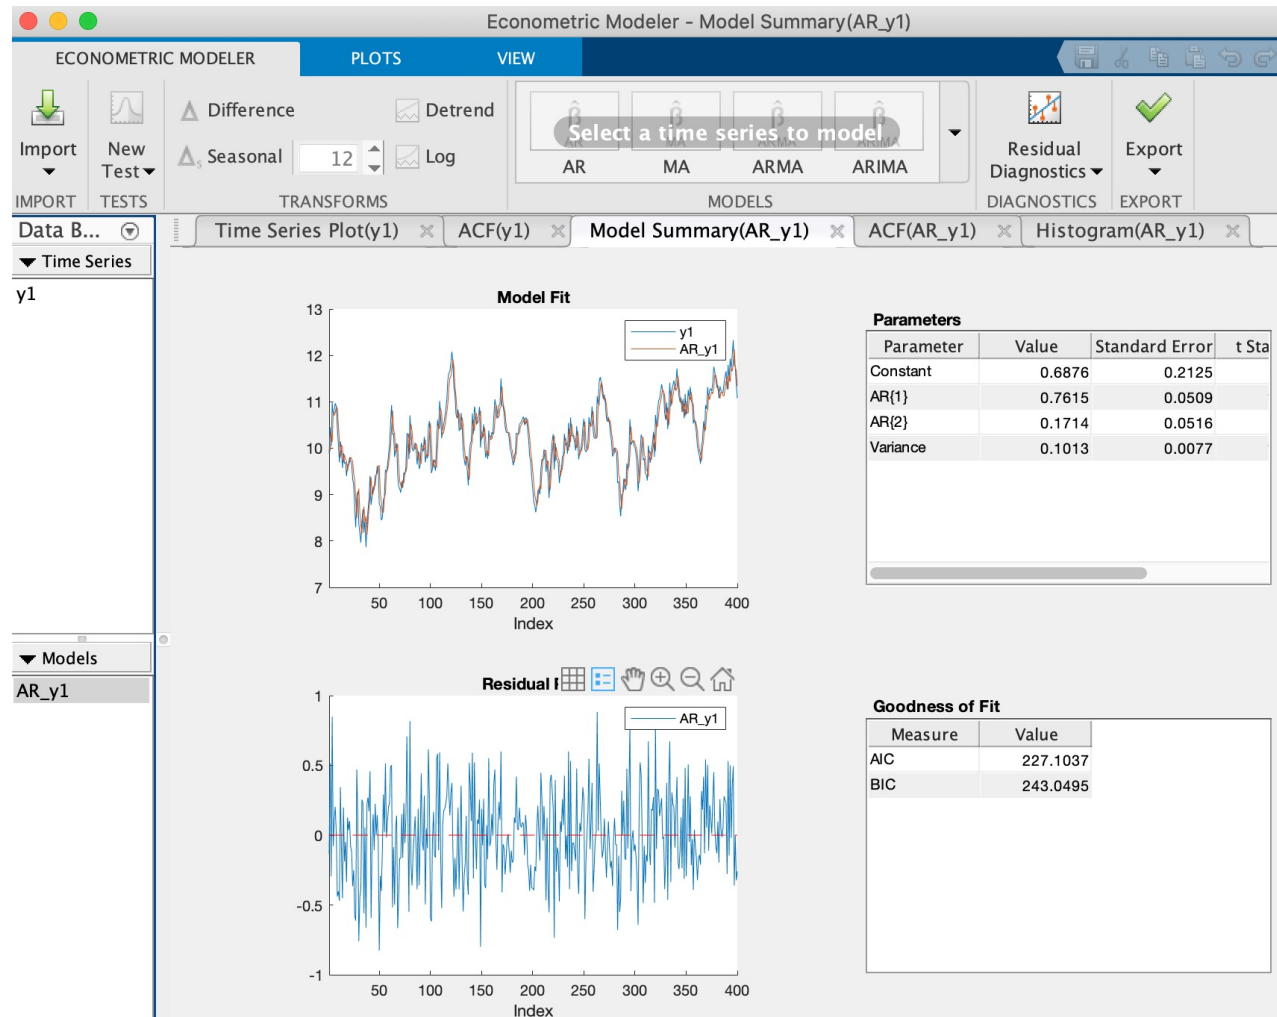 Econometric Modeler - Model Summary(AR_y1)
ECONOMETRIC MODELER PLOTS VIEW
Import
New Test
Difference
Detrend
Seasonal 12
Log
Select a time series to model
AR MA ARMA ARIMA
Residual Diagnostics
Export
IMPORT TESTS TRANSFORMS MODELS DIAGNOSTICS EXPORT
Data B...
Time Series Plot(y1) ACF(y1) Model Summary(AR_y1) ACF(AR_y1) Histogram(AR_y1)
Time Series
y1
Models
AR_y1
Model Fit
13
12
11
10
9
8
7
y1
AR_y1
50 100 150 200 250 300 350 400
Index
Parameters
Parameter Value Standard Error t Sta
Constant 0.6876 0.2125
AR{1} 0.7615 0.0509
AR{2} 0.1714 0.0516
Variance 0.1013 0.0077
Residual
1
0.5
0
-0.5
-1
AR_y1
50 100 150 200 250 300 350 400
Index
Goodness of Fit
Measure Value
AIC 227.1037
BIC 243.0495